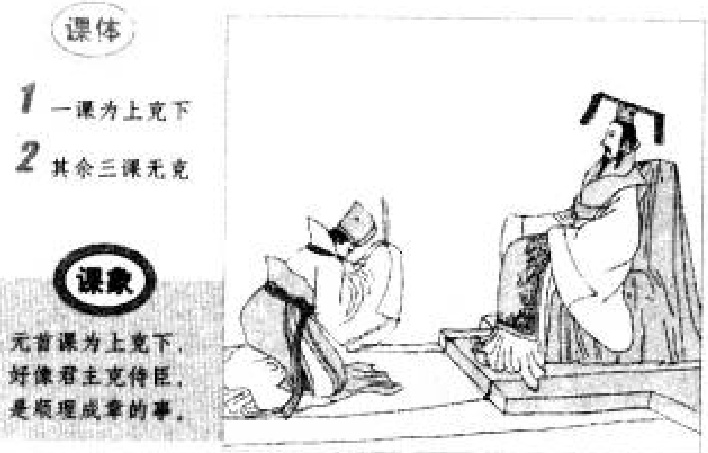 课体
1 一课为上克下
2 其余三课无克
课象
元首课为上克下，
好像君主克侍臣，
是顺理成章的事。